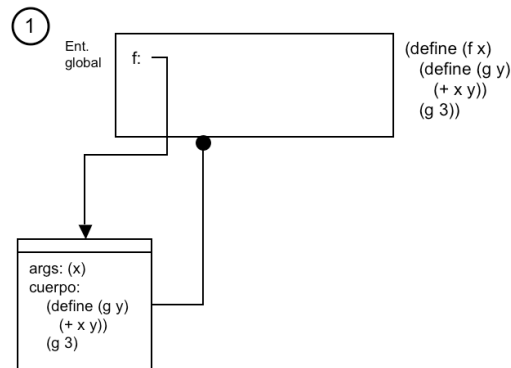 1
Ent.
global
f:
(define (f x)
(define (g y)
(+ x y))
(g 3))
args: (x)
cuerpo:
(define (g y)
(+ x y))
(g 3)